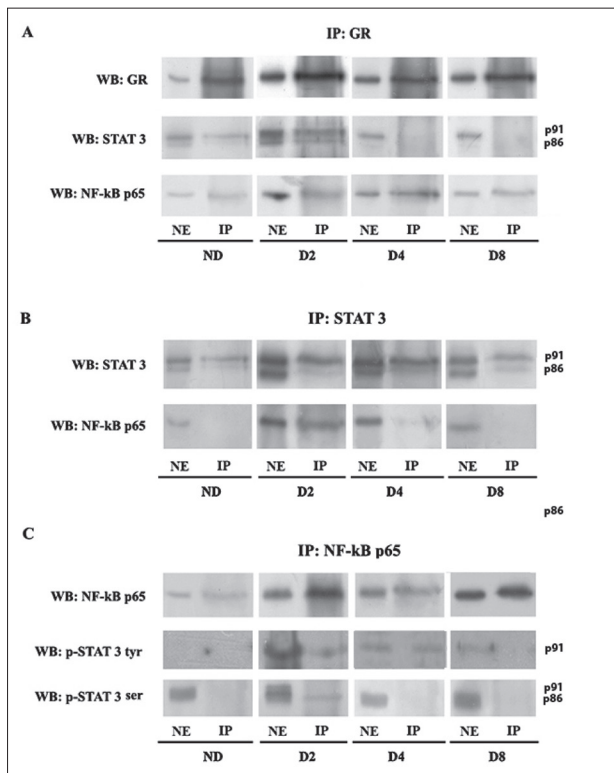 A
IP: GR
WB: GR
WB: STAT 3
p91
p86
WB: NF-kB p65
NE IP NE IP NE IP NE IP
ND D2 D4 D8
B
IP: STAT 3
WB: STAT 3
p91
p86
WB: NF-kB p65
NE IP NE IP NE IP NE IP
ND D2 D4 D8
p86
C
IP: NF-kB p65
WB: NF-kB p65
WB: p-STAT 3 tyr
p91
WB: p-STAT 3 ser
p91
p86
NE IP NE IP NE IP NE IP
ND D2 D4 D8